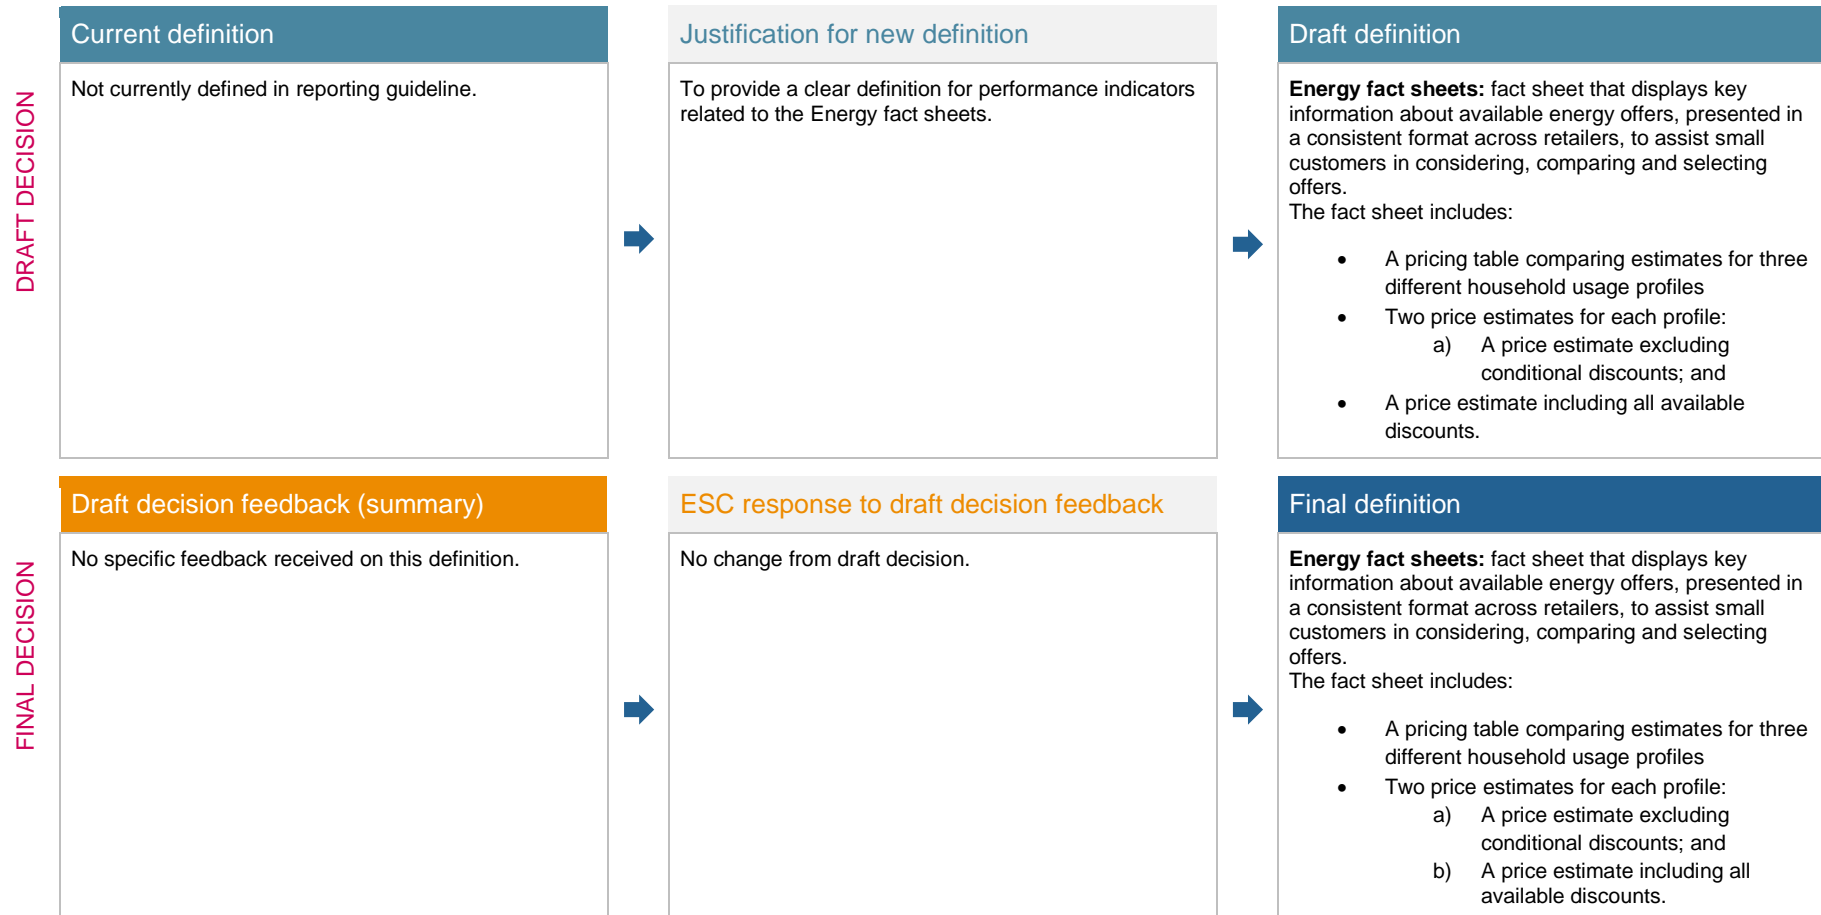 DRAFT DECISION
Current definition
Not currently defined in reporting guideline.
Justification for new definition
To provide a clear definition for performance indicators
related to the Energy fact sheets.
Draft definition
Energy fact sheets: fact sheet that displays key
information about available energy offers, presented in
a consistent format across retailers, to assist small
customers in considering, comparing and selecting
offers.
The fact sheet includes:
• A pricing table comparing estimates for three
different household usage profiles
• Two price estimates for each profile:
a) A price estimate excluding
conditional discounts; and
• A price estimate including all available
discounts.
FINAL DECISION
Draft decision feedback (summary)
No specific feedback received on this definition.
ESC response to draft decision feedback
No change from draft decision.
Final definition
Energy fact sheets: fact sheet that displays key
information about available energy offers, presented in
a consistent format across retailers, to assist small
customers in considering, comparing and selecting
offers.
The fact sheet includes:
• A pricing table comparing estimates for three
different household usage profiles
• Two price estimates for each profile:
a) A price estimate excluding
conditional discounts; and
b) A price estimate including all
available discounts.